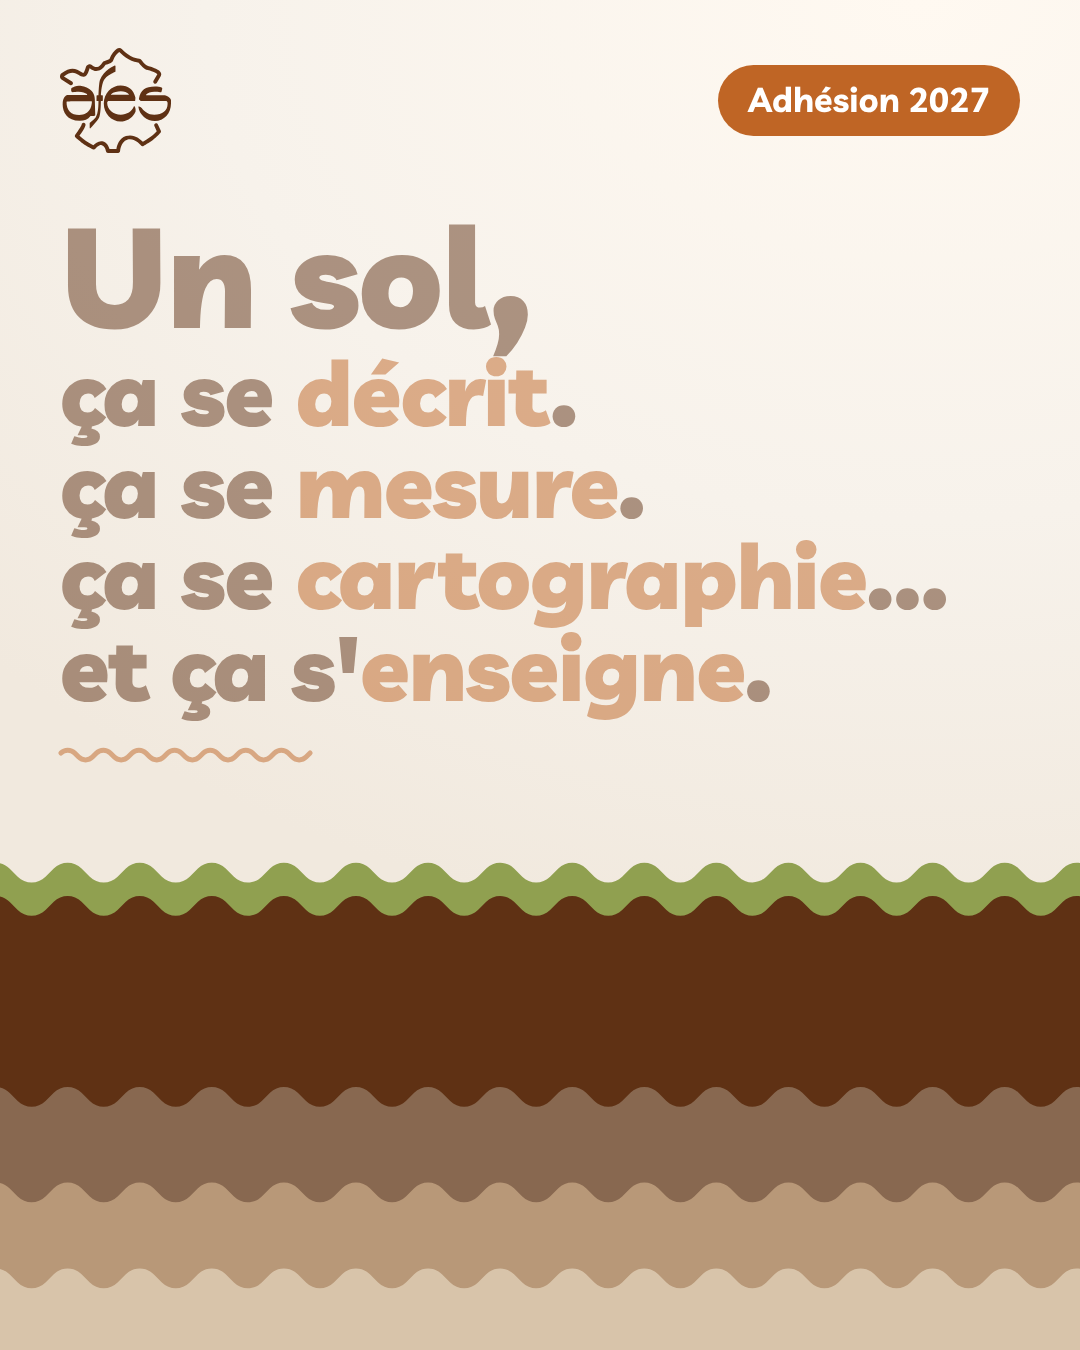 afes
Adhésion 2027
Un sol,
ça se décrit.
ça se mesure.
ça se cartographie...
et ça s'enseigne.